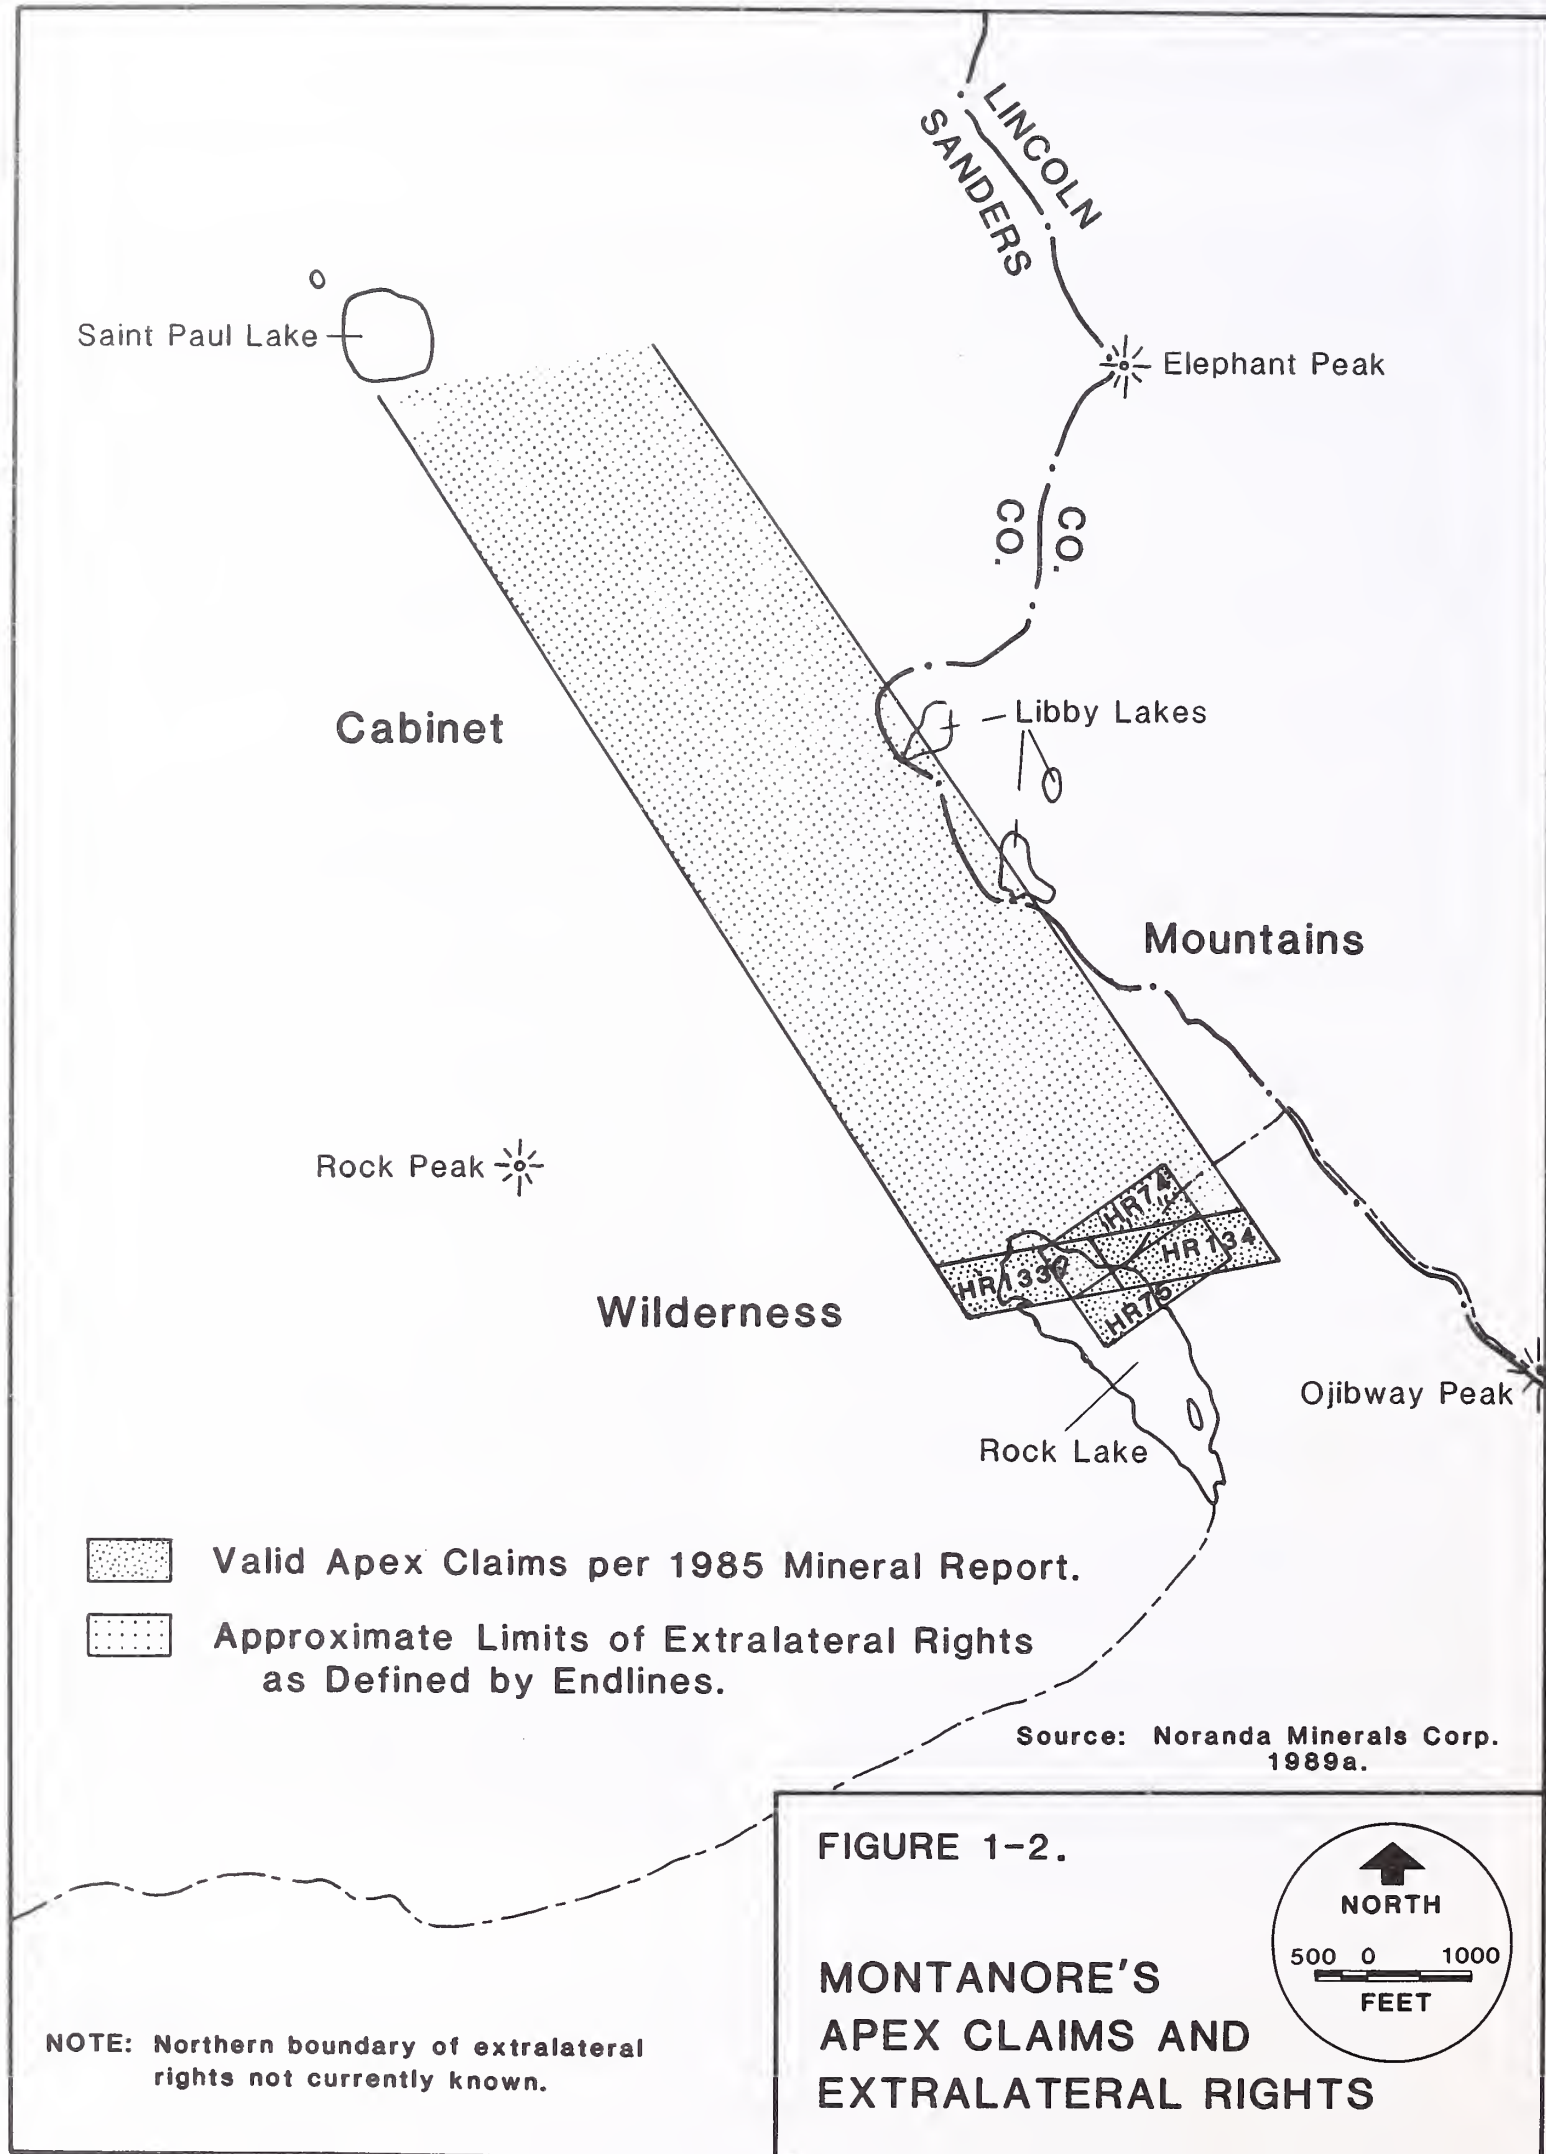 LINCOLN
SANDERS
Saint Paul Lake
Elephant Peak
CO.
CO.
Cabinet
Libby Lakes
Mountains
Rock Peak
HR74
HR134
HR133
HR75
Wilderness
Ojibway Peak
Rock Lake
Valid Apex Claims per 1985 Mineral Report.
Approximate Limits of Extralateral Rights
as Defined by Endlines.
Source: Noranda Minerals Corp.
1989a.
FIGURE 1-2.
NORTH
500 0 1000
FEET
MONTANORE'S
APEX CLAIMS AND
EXTRALATERAL RIGHTS
NOTE: Northern boundary of extralateral
rights not currently known.